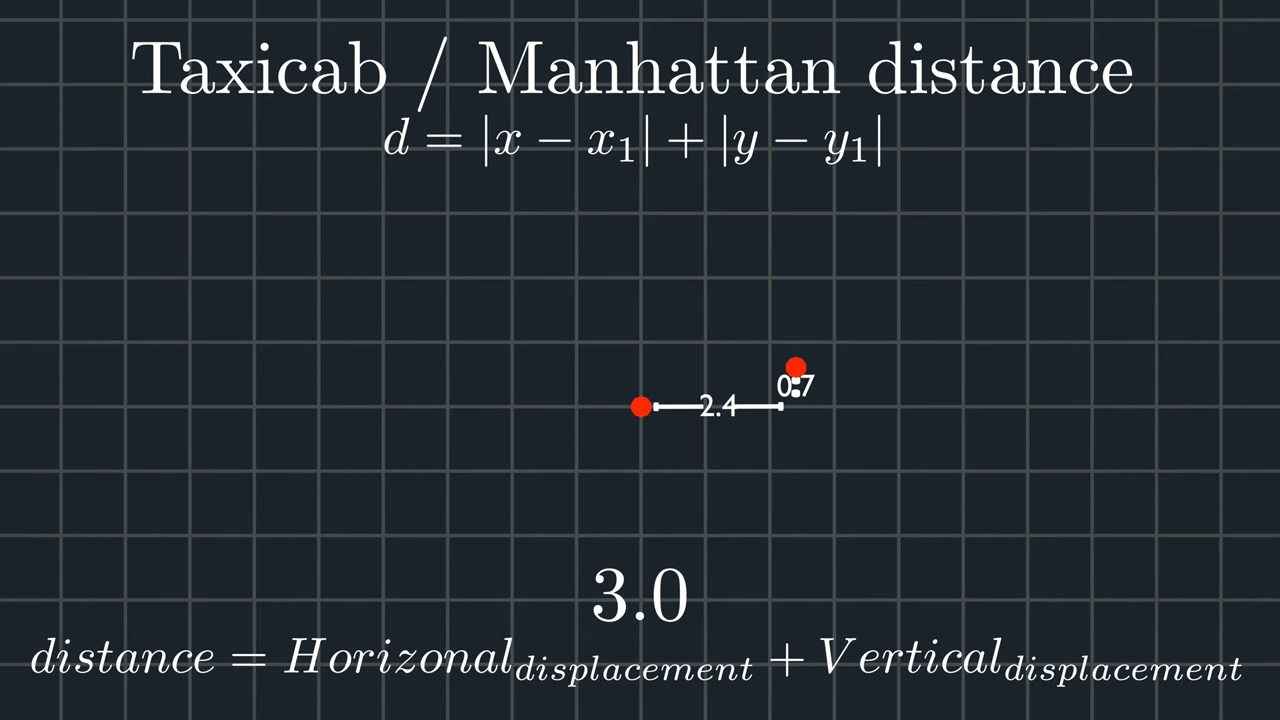 Taxicab / Manhattan distance
d = |x − x₁| + |y − y₁|
0.7
2.4
3.0
distance = Horizonal_displacement + Vertical_displacement